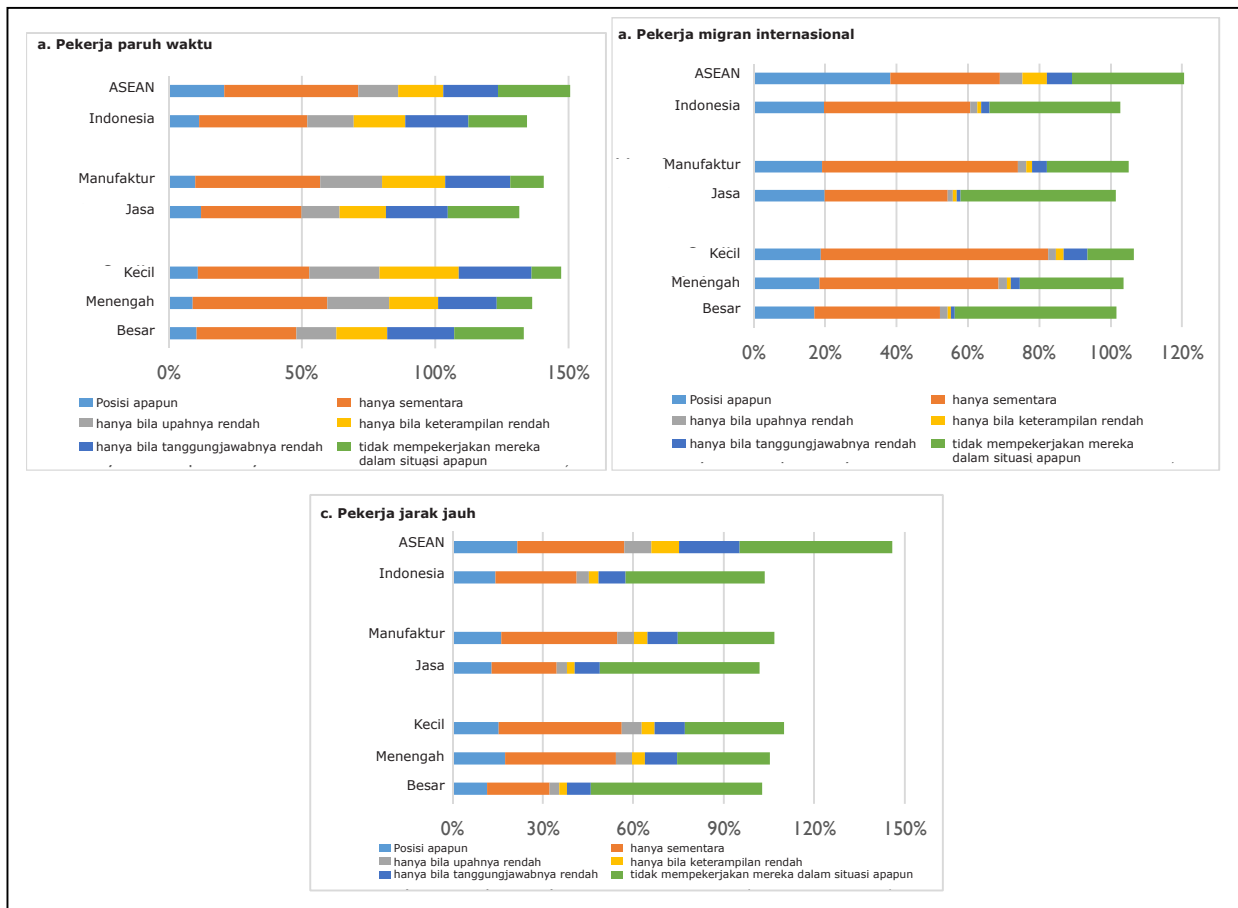 a. Pekerja paruh waktu
ASEAN
Indonesia
Manufaktur
Jasa
Kecil
Menengah
Besar
0% 50% 100% 150%
Posisi apapun hanya sementara
hanya bila upahnya rendah hanya bila keterampilan rendah
hanya bila tanggungjawabnya rendah tidak mempekerjakan mereka
dalam situasi apapun
a. Pekerja migran internasional
ASEAN
Indonesia
Manufaktur
Jasa
Kecil
Menengah
Besar
0% 20% 40% 60% 80% 100% 120%
Posisi apapun hanya sementara
hanya bila upahnya rendah hanya bila keterampilan rendah
hanya bila tanggungjawabnya rendah tidak mempekerjakan mereka
dalam situasi apapun
c. Pekerja jarak jauh
ASEAN
Indonesia
Manufaktur
Jasa
Kecil
Menengah
Besar
0% 30% 60% 90% 120% 150%
Posisi apapun hanya sementara
hanya bila upahnya rendah hanya bila keterampilan rendah
hanya bila tanggungjawabnya rendah tidak mempekerjakan mereka dalam situasi apapun